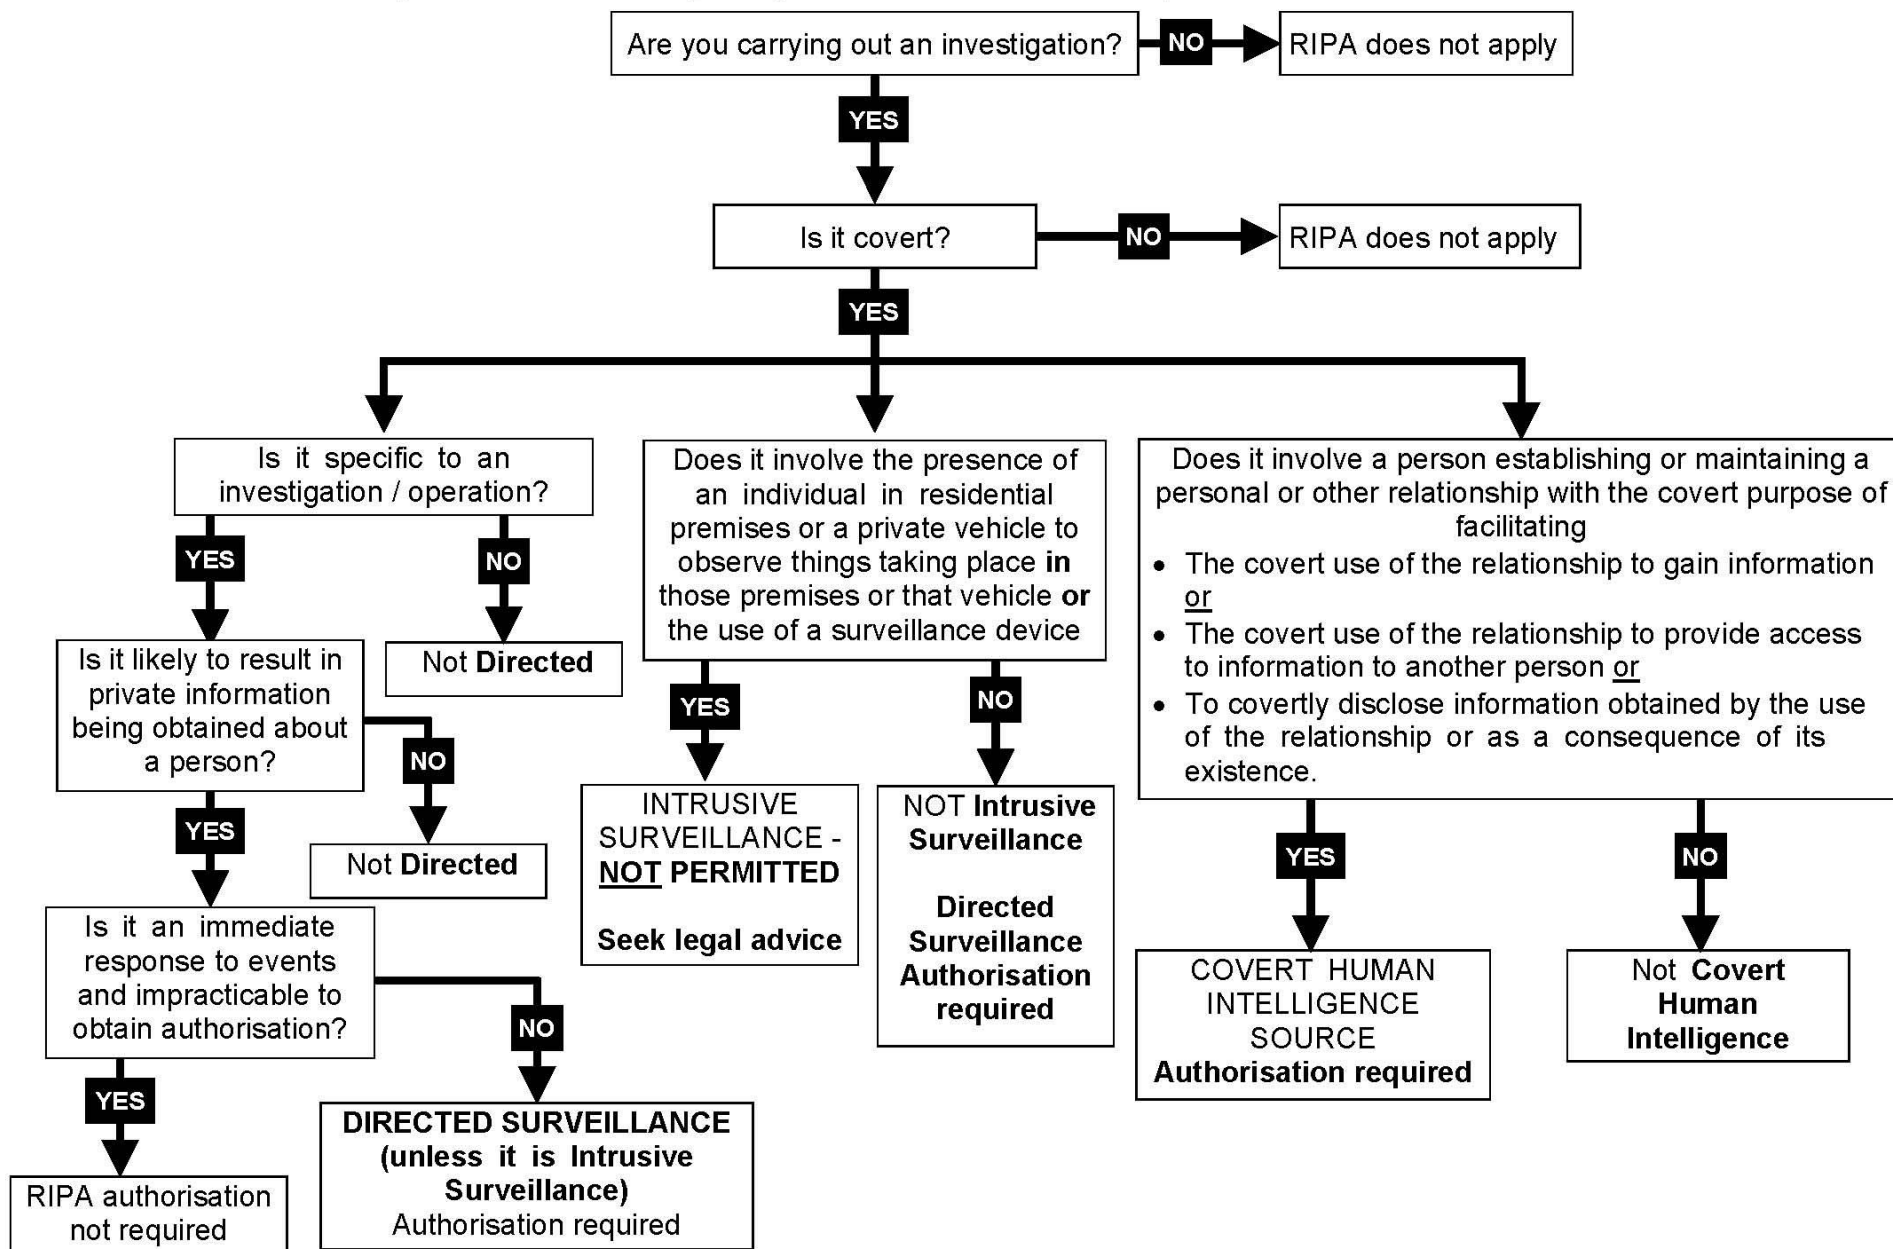 Are you carrying out an investigation?
NO
RIPA does not apply
YES
Is it covert?
NO
RIPA does not apply
YES
Is it specific to an
investigation / operation?
YES
NO
Not Directed
Is it likely to result in
private information
being obtained about
a person?
NO
Not Directed
YES
Is it an immediate
response to events
and impracticable to
obtain authorisation?
NO
YES
RIPA authorisation
not required
DIRECTED SURVEILLANCE
(unless it is Intrusive
Surveillance)
Authorisation required
Does it involve the presence of
an individual in residential
premises or a private vehicle to
observe things taking place in
those premises or that vehicle or
the use of a surveillance device
YES
NO
INTRUSIVE
SURVEILLANCE -
NOT PERMITTED
Seek legal advice
NOT Intrusive
Surveillance
Directed
Surveillance
Authorisation
required
Does it involve a person establishing or maintaining a
personal or other relationship with the covert purpose of
facilitating
• The covert use of the relationship to gain information
or
• The covert use of the relationship to provide access
to information to another person or
• To covertly disclose information obtained by the use
of the relationship or as a consequence of its
existence.
YES
NO
COVERT HUMAN
INTELLIGENCE
SOURCE
Authorisation required
Not Covert
Human
Intelligence